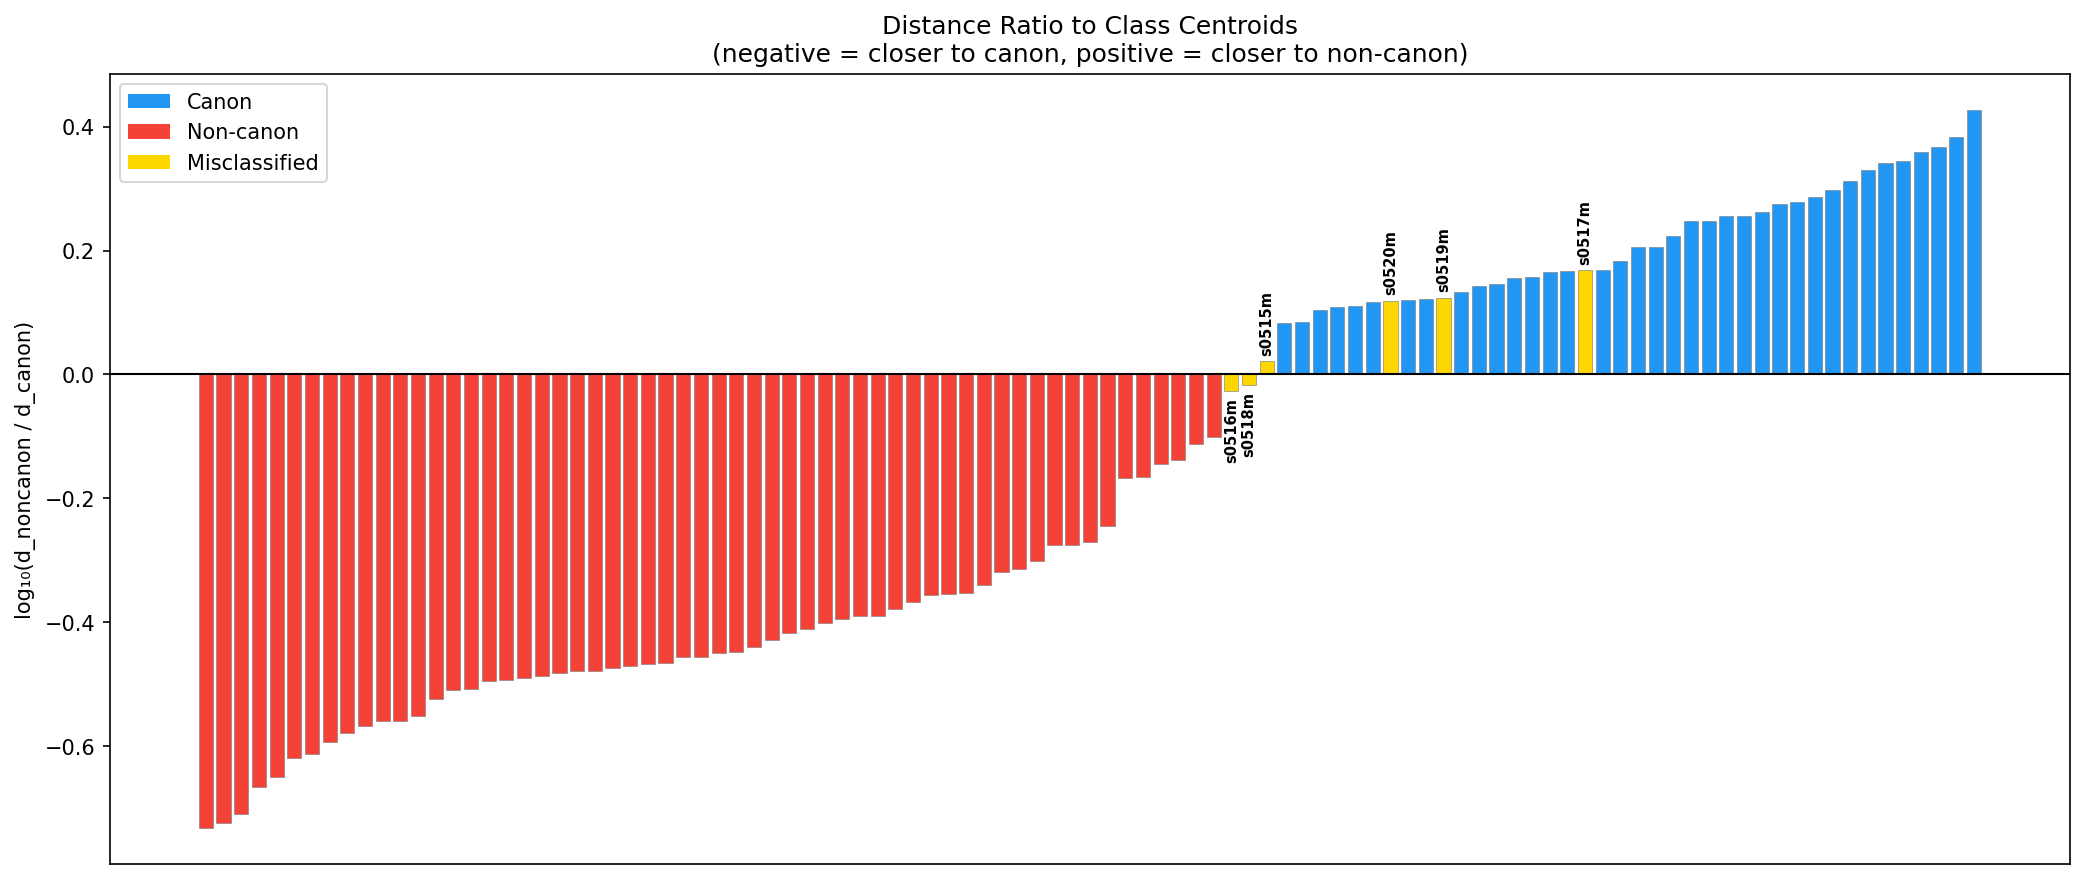 Distance Ratio to Class Centroids
(negative = closer to canon, positive = closer to non-canon)
Canon
Non-canon
Misclassified
log₁₀(d_noncanon / d_canon)
0.4
0.2
0.0
−0.2
−0.4
−0.6
s0516m
s0518m
s0515m
s0520m
s0519m
s0517m